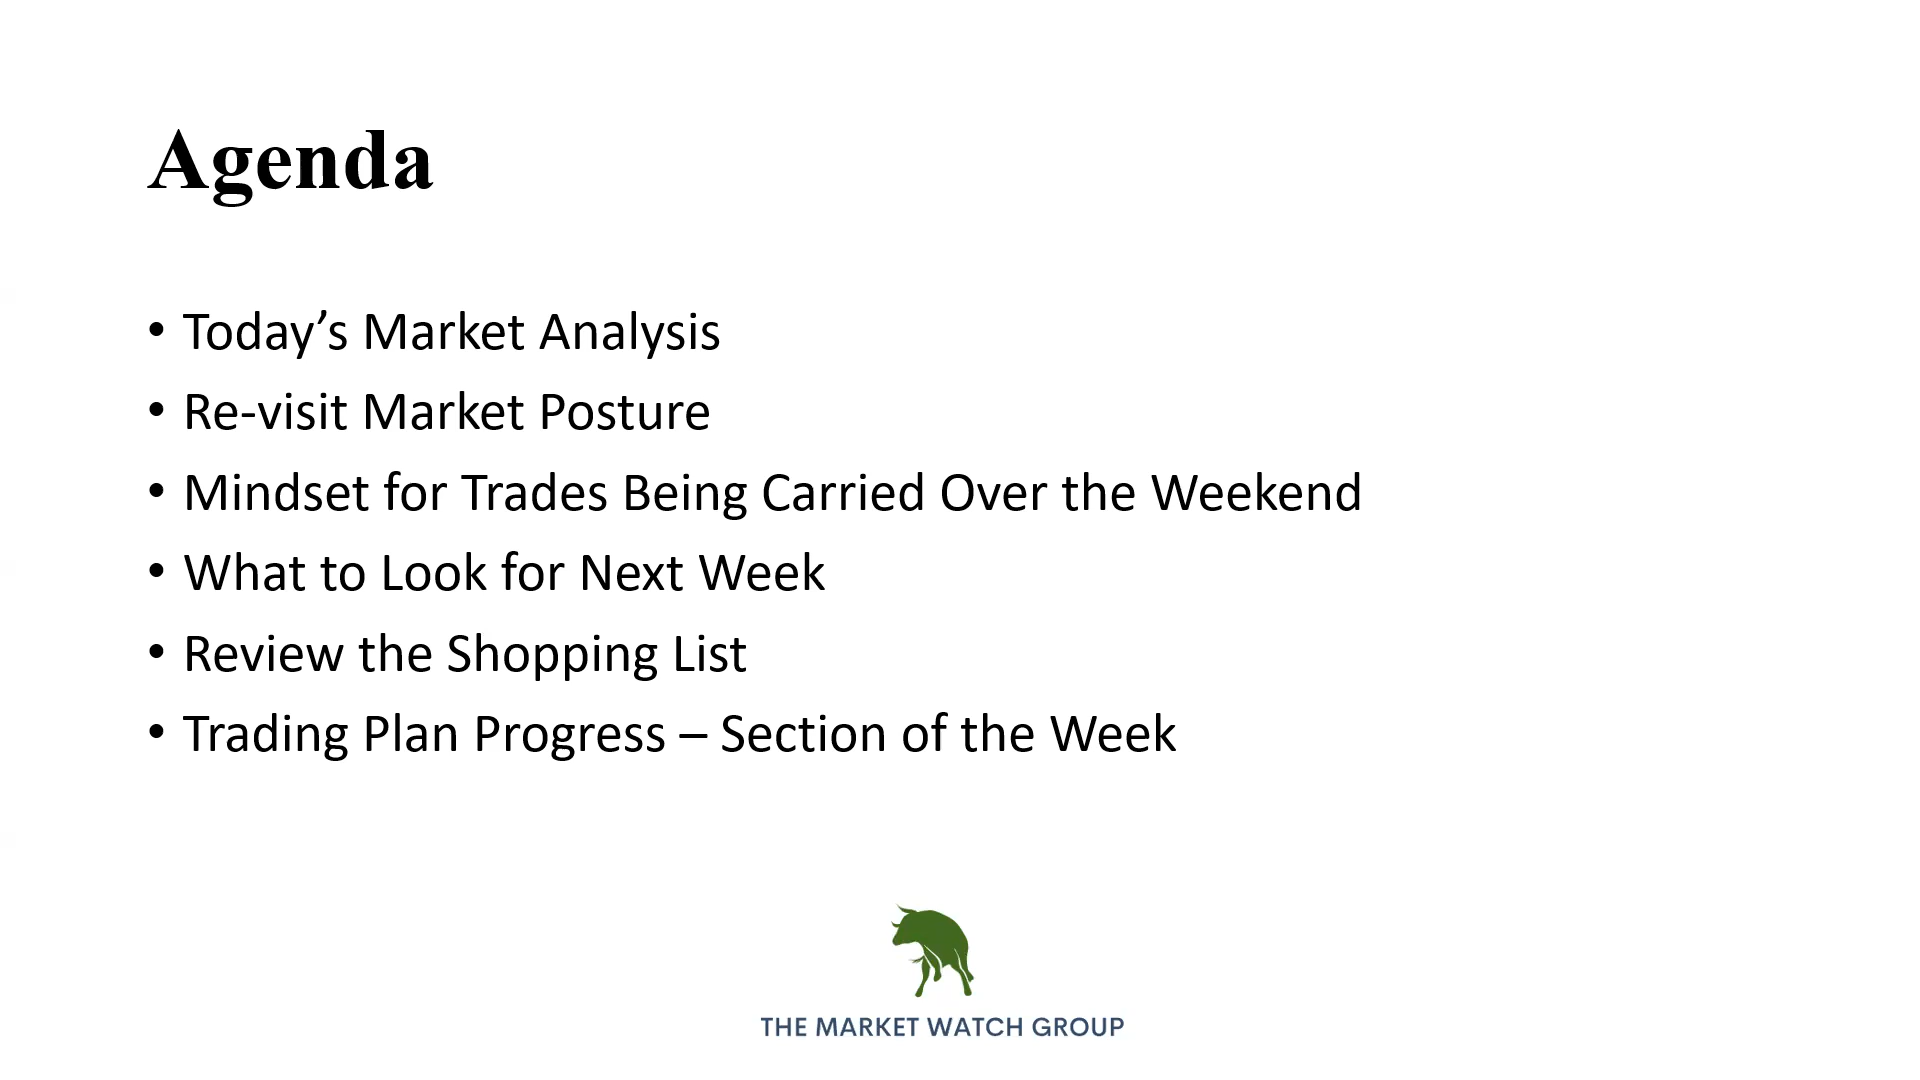 Agenda
• Today’s Market Analysis
• Re-visit Market Posture
• Mindset for Trades Being Carried Over the Weekend
• What to Look for Next Week
• Review the Shopping List
• Trading Plan Progress – Section of the Week
THE MARKET WATCH GROUP